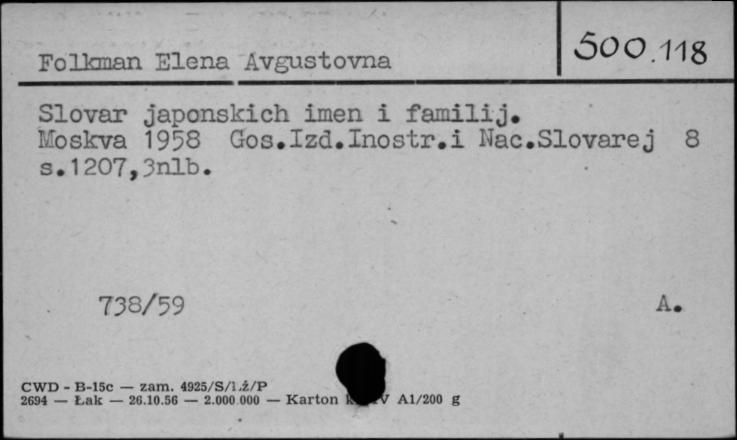 Folkman Elena Avgustovna
500.118
Slovar japonskich imen i familij.
Moskva 1958 Gos.Izd.Inostr.i Nac.Slovarej 8
s.1207,3nlb.
738/59 A.
CWD - B-15c — zam. 4925/S/1.ż/P
2694 — Łak — 26.10.56 — 2.000.000 — Karton A1/200 g